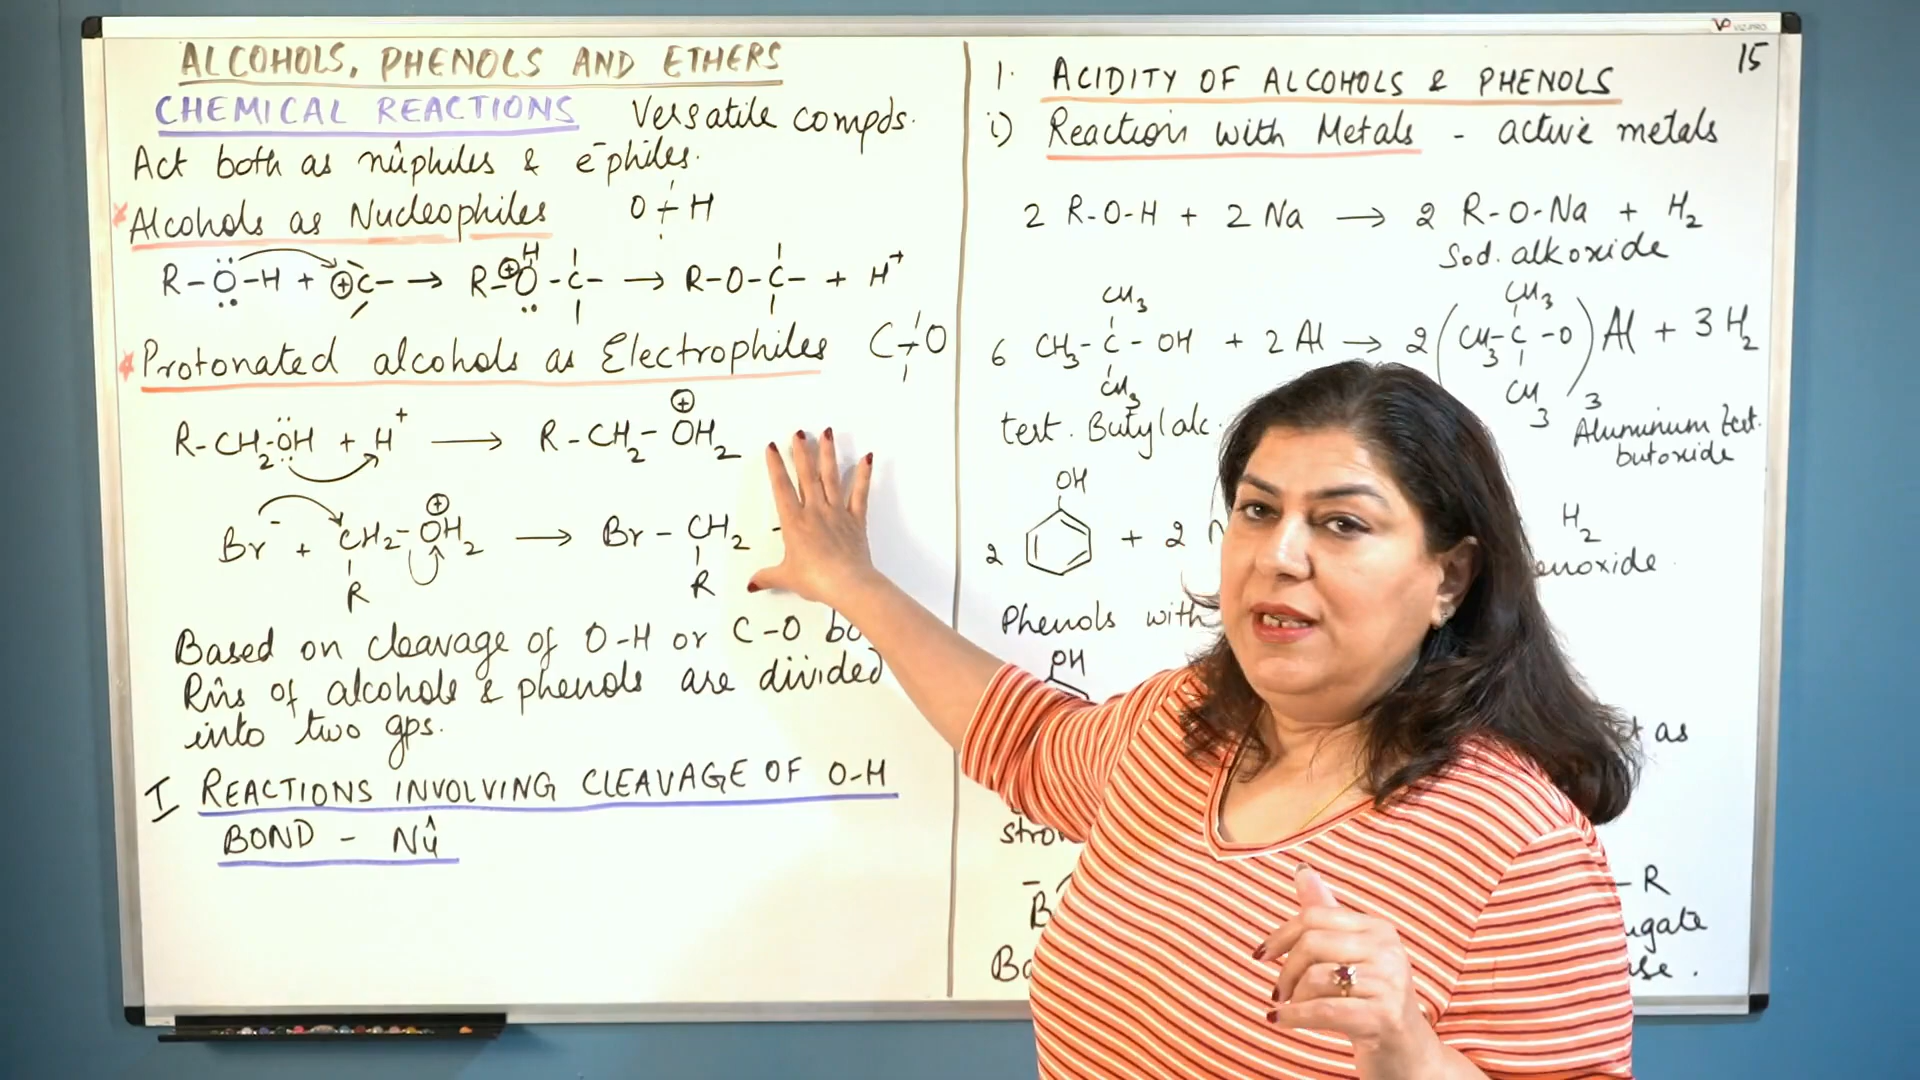 ALCOHOLS, PHENOLS AND ETHERS
CHEMICAL REACTIONS Versatile compds.
Act both as nûphiles & e⁻philes.
* Alcohols as Nucleophiles O-H
R-O-H + ⊕C- → R-⊕O-C- → R-O-C- + H⁺
H
* Protonated alcohols as Electrophiles C-O
R-CH₂-OH + H⁺ → R-CH₂-OH₂
⊕
Br⁻ + CH₂-OH₂ → Br-CH₂ -
⊕
R R
Based on cleavage of O-H or C-O
Rxns of alcohols & phenols are divided
into two gps.
I REACTIONS INVOLVING CLEAVAGE OF O-H
BOND - Nû
15
1. ACIDITY OF ALCOHOLS & PHENOLS
i) Reaction with Metals - active metals
2 R-O-H + 2 Na → 2 R-O-Na + H₂
Sod. alkoxide
CH₃ CH₃
6 CH₃-C-OH + 2 Al → 2 (CH₃-C-O)₃ Al + 3 H₂
CH₃ CH₃
tert. Butyl alc. Aluminium tert.
butoxide
OH
2 + 2 H₂
Phenols with
OH
t as
- R
B